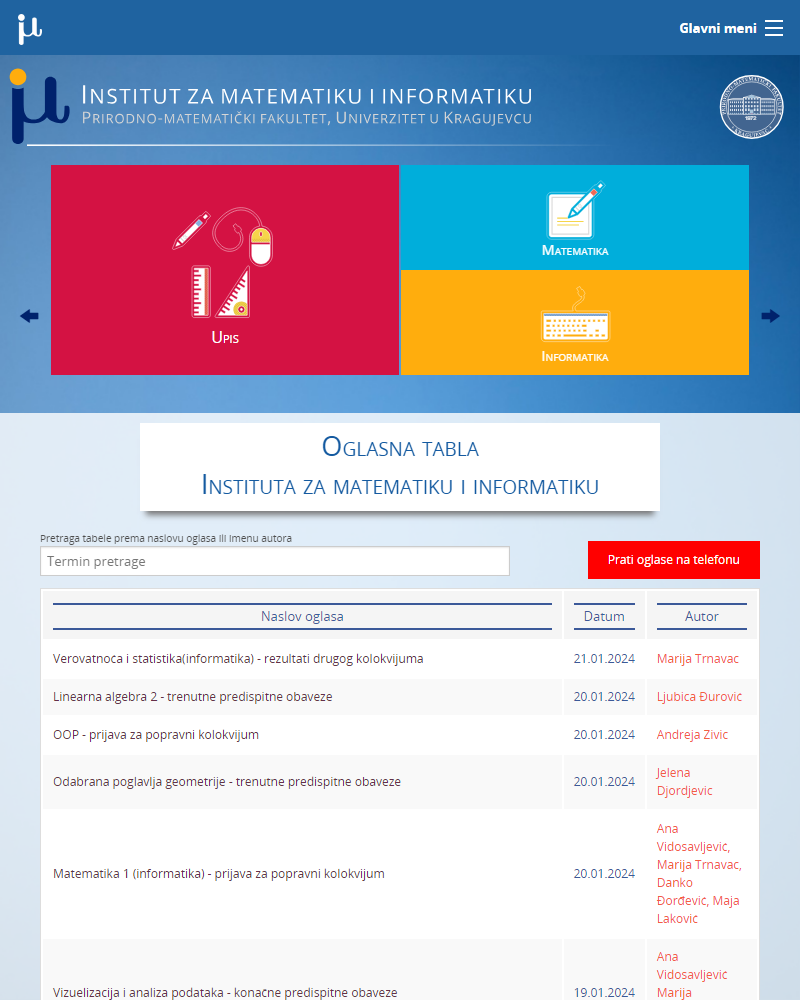 Glavni meni
INSTITUT ZA MATEMATIKU I INFORMATIKU
PRIRODNO-MATEMATIČKI FAKULTET, UNIVERZITET U KRAGUJEVCU
1972
Upis
Matematika
Informatika
Oglasna tabla
Instituta za matematiku i informatiku
Pretraga tabele prema naslovu oglasa ili imenu autora
Termin pretrage
Prati oglase na telefonu
Naslov oglasa Datum Autor
Verovatnoća i statistika(informatika) - rezultati drugog kolokvijuma 21.01.2024 Marija Trnavac
Linearna algebra 2 - trenutne predispitne obaveze 20.01.2024 Ljubica Đurović
OOP - prijava za popravni kolokvijum 20.01.2024 Andreja Zivic
Odabrana poglavlja geometrije - trenutne predispitne obaveze 20.01.2024 Jelena
Djordjevic
Matematika 1 (informatika) - prijava za popravni kolokvijum 20.01.2024 Ana
Vidosavljevic,
Marija Trnavac,
Danko
Đorđević, Maja
Laković
Vizuelizacija i analiza podataka - konačne predispitne obaveze 19.01.2024 Ana
Vidosavljevic
Marija